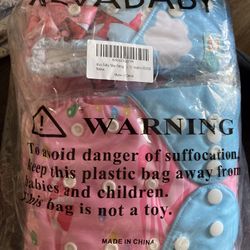 ALVABABY
WARNING
To avoid danger of suffocation,
keep this plastic bag away from
babies and children.
This bag is not a toy.
MADE IN CHINA